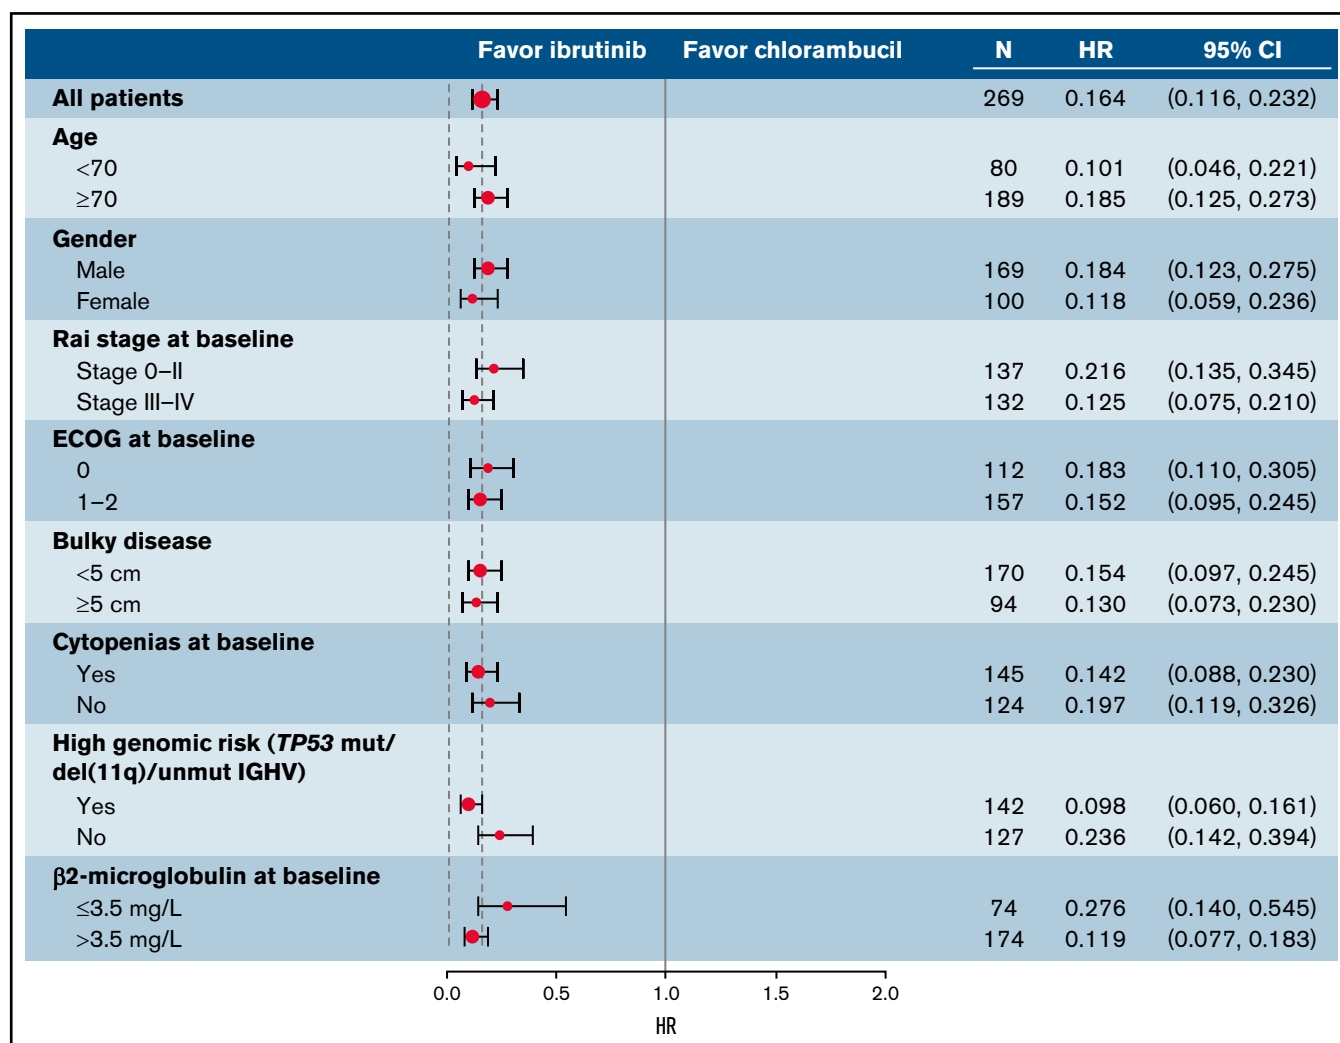 Favor ibrutinib Favor chlorambucil N HR 95% CI
All patients 269 0.164 (0.116, 0.232)
Age
<70 80 0.101 (0.046, 0.221)
≥70 189 0.185 (0.125, 0.273)
Gender
Male 169 0.184 (0.123, 0.275)
Female 100 0.118 (0.059, 0.236)
Rai stage at baseline
Stage 0–II 137 0.216 (0.135, 0.345)
Stage III–IV 132 0.125 (0.075, 0.210)
ECOG at baseline
0 112 0.183 (0.110, 0.305)
1–2 157 0.152 (0.095, 0.245)
Bulky disease
<5 cm 170 0.154 (0.097, 0.245)
≥5 cm 94 0.130 (0.073, 0.230)
Cytopenias at baseline
Yes 145 0.142 (0.088, 0.230)
No 124 0.197 (0.119, 0.326)
High genomic risk (TP53 mut/
del(11q)/unmut IGHV)
Yes 142 0.098 (0.060, 0.161)
No 127 0.236 (0.142, 0.394)
β2-microglobulin at baseline
≤3.5 mg/L 74 0.276 (0.140, 0.545)
>3.5 mg/L 174 0.119 (0.077, 0.183)
0.0 0.5 1.0 1.5 2.0
HR